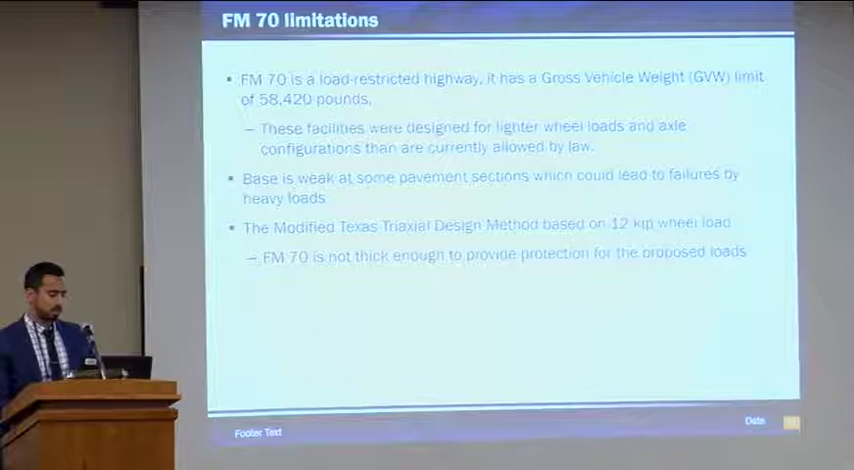 FM 70 limitations
▪ FM 70 is a load-restricted highway, it has a Gross Vehicle Weight (GVW) limit
of 58,420 pounds.
– These facilities were designed for lighter wheel loads and axle
configurations than are currently allowed by law.
▪ Base is weak at some pavement sections which could lead to failures by
heavy loads
▪ The Modified Texas Triaxial Design Method based on 12 kip wheel load
– FM 70 is not thick enough to provide protection for the proposed loads
Footer Text
Date